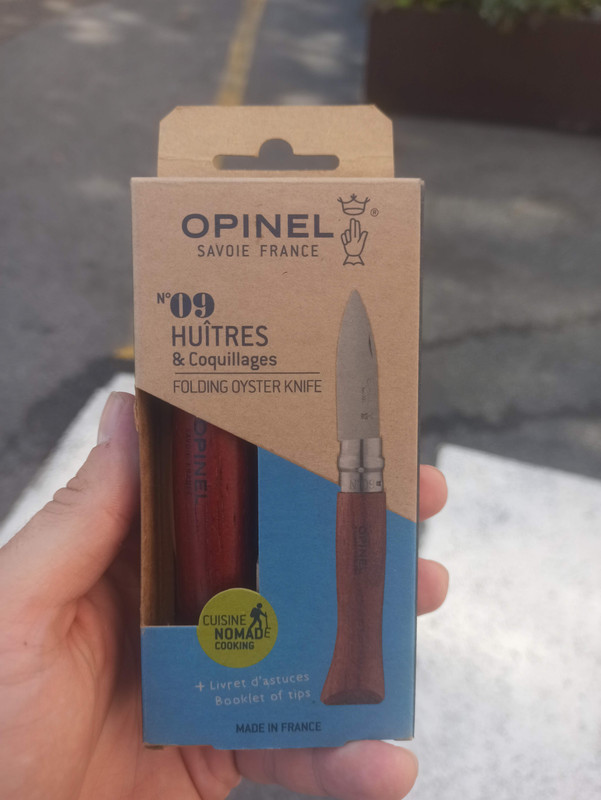 OPINEL ®
SAVOIE FRANCE
N°09
HUÎTRES
& Coquillages
FOLDING OYSTER KNIFE
OPINEL
OPINEL
CUISINE
NOMADE
COOKING
+ Livret d'astuces
Booklet of tips
MADE IN FRANCE